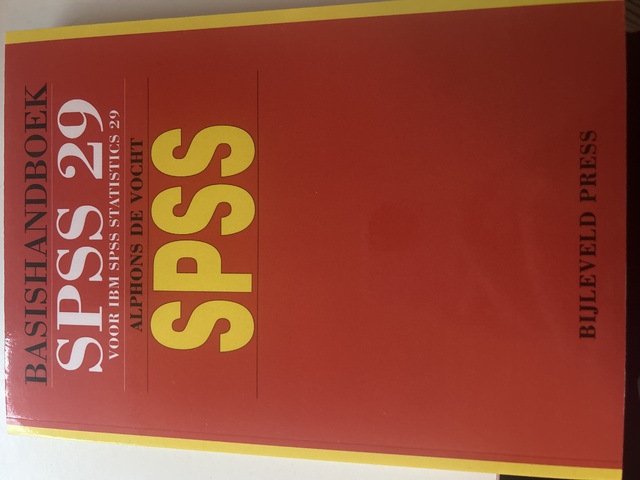 BASISHANDBOEK
SPSS 29
VOOR IBM SPSS STATISTICS 29
ALPHONS DE VOCHT
SPSS
BIJLEVELD PRESS